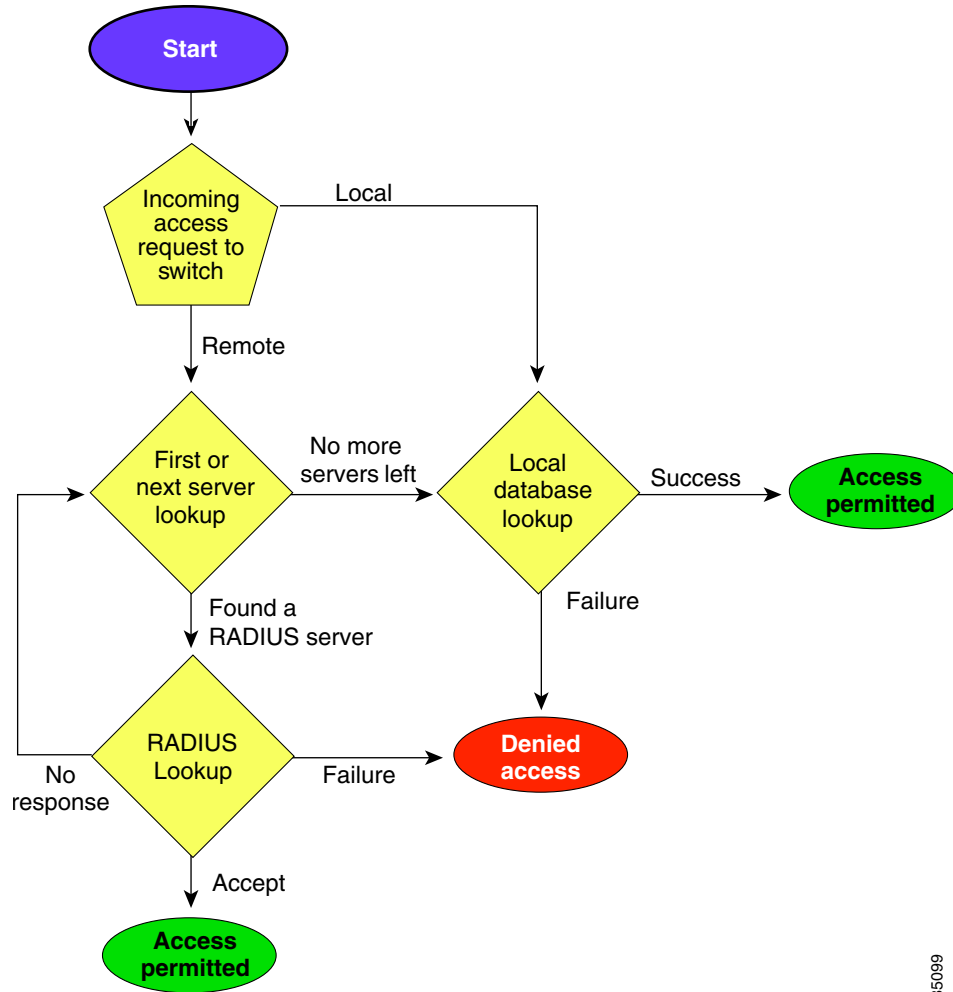 Start
Incoming
access
request to
switch
Local
Remote
First or
next server
lookup
No more
servers left
Local
database
lookup
Success
Access
permitted
Found a
RADIUS server
Failure
RADIUS
Lookup
No
response
Failure
Denied
access
Accept
Access
permitted